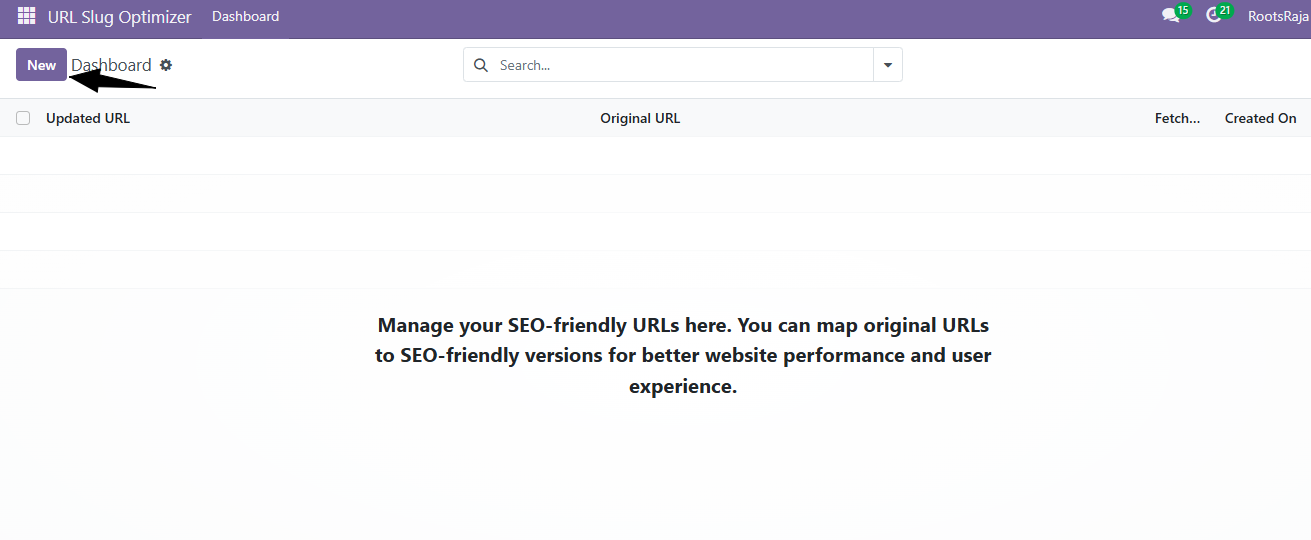 URL Slug Optimizer Dashboard 15 21 RootsRaja
New Dashboard Search...
Updated URL Original URL Fetch... Created On
Manage your SEO-friendly URLs here. You can map original URLs
to SEO-friendly versions for better website performance and user
experience.